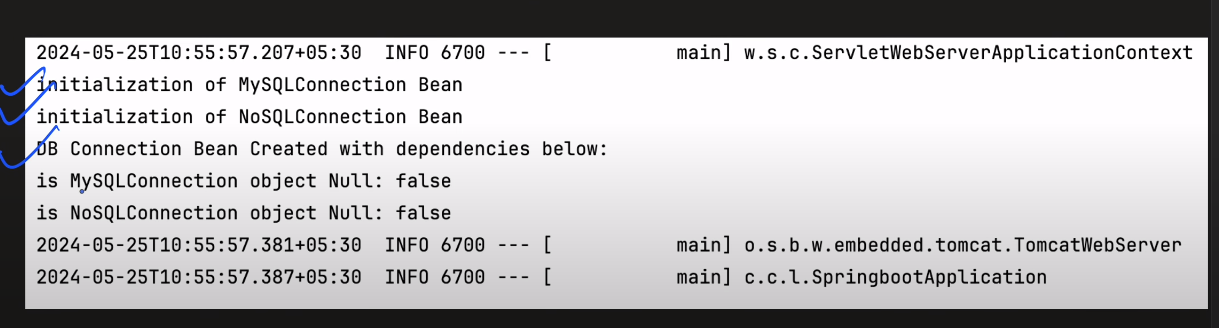 2024-05-25T10:55:57.207+05:30  INFO 6700 --- [           main] w.s.c.ServletWebServerApplicationContext
initialization of MySQLConnection Bean
initialization of NoSQLConnection Bean
DB Connection Bean Created with dependencies below:
is MySQLConnection object Null: false
is NoSQLConnection object Null: false
2024-05-25T10:55:57.381+05:30  INFO 6700 --- [           main] o.s.b.w.embedded.tomcat.TomcatWebServer
2024-05-25T10:55:57.387+05:30  INFO 6700 --- [           main] c.c.l.SpringbootApplication